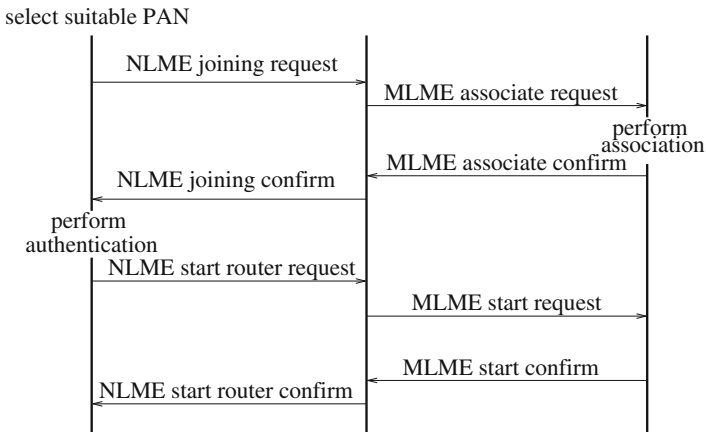 select suitable PAN
NLME joining request
MLME associate request
perform
association
MLME associate confirm
NLME joining confirm
perform
authentication
NLME start router request
MLME start request
MLME start confirm
NLME start router confirm